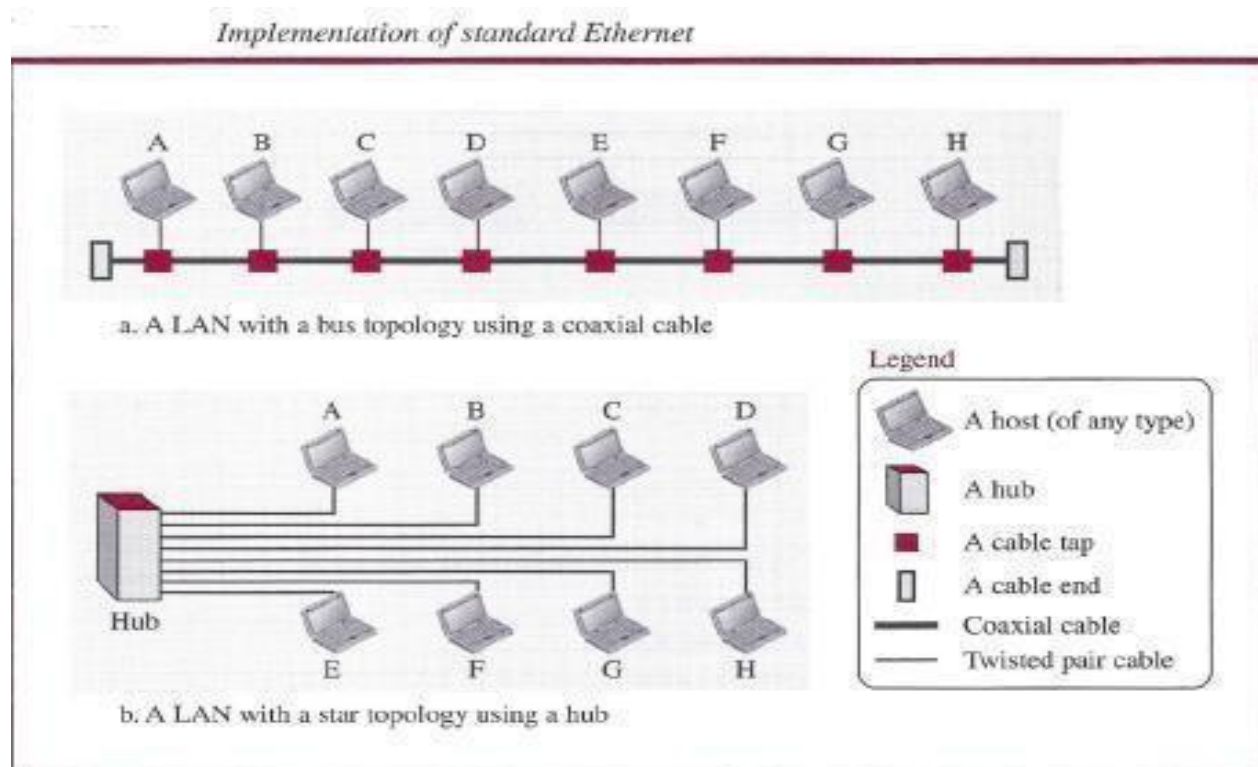 Implementation of standard Ethernet
A B C D E F G H
a. A LAN with a bus topology using a coaxial cable
A B C D
Hub
E F G H
b. A LAN with a star topology using a hub
Legend
A host (of any type)
A hub
A cable tap
A cable end
Coaxial cable
Twisted pair cable